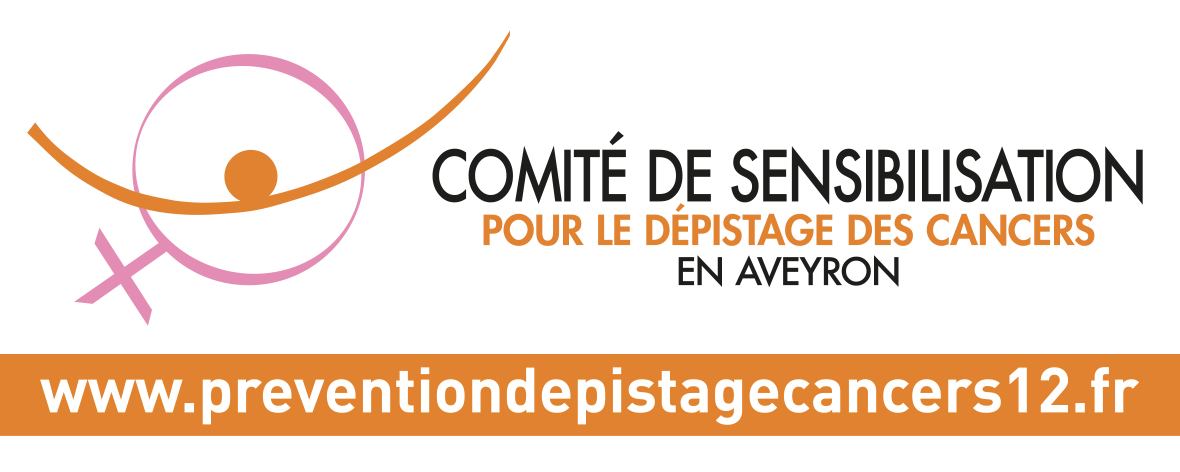 COMITÉ DE SENSIBILISATION
POUR LE DÉPISTAGE DES CANCERS
EN AVEYRON
www.preventiondepistagecancers12.fr